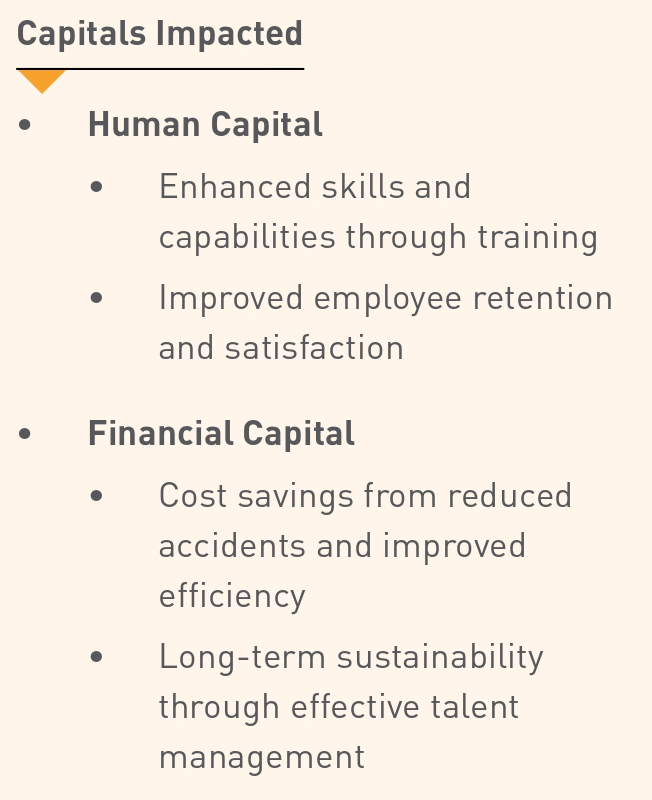 Capitals Impacted
• Human Capital
• Enhanced skills and
capabilities through training
• Improved employee retention
and satisfaction
• Financial Capital
• Cost savings from reduced
accidents and improved
efficiency
• Long-term sustainability
through effective talent
management